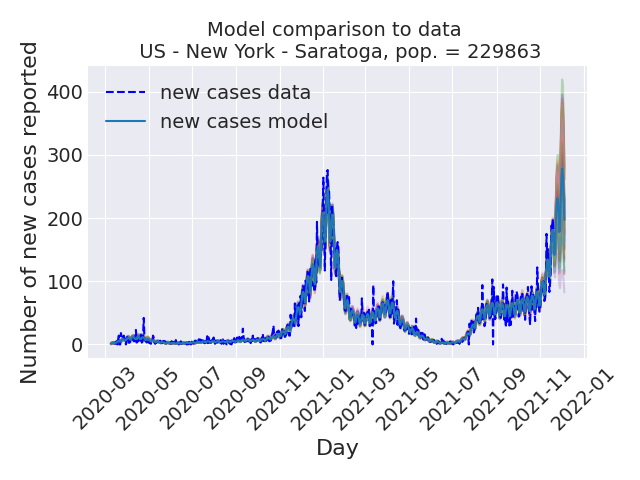 Model comparison to data
US - New York - Saratoga, pop. = 229863
Number of new cases reported
400
300
200
100
0
new cases data
new cases model
2020-03
2020-05
2020-07
2020-09
2020-11
2021-01
2021-03
2021-05
2021-07
2021-09
2021-11
2022-01
Day